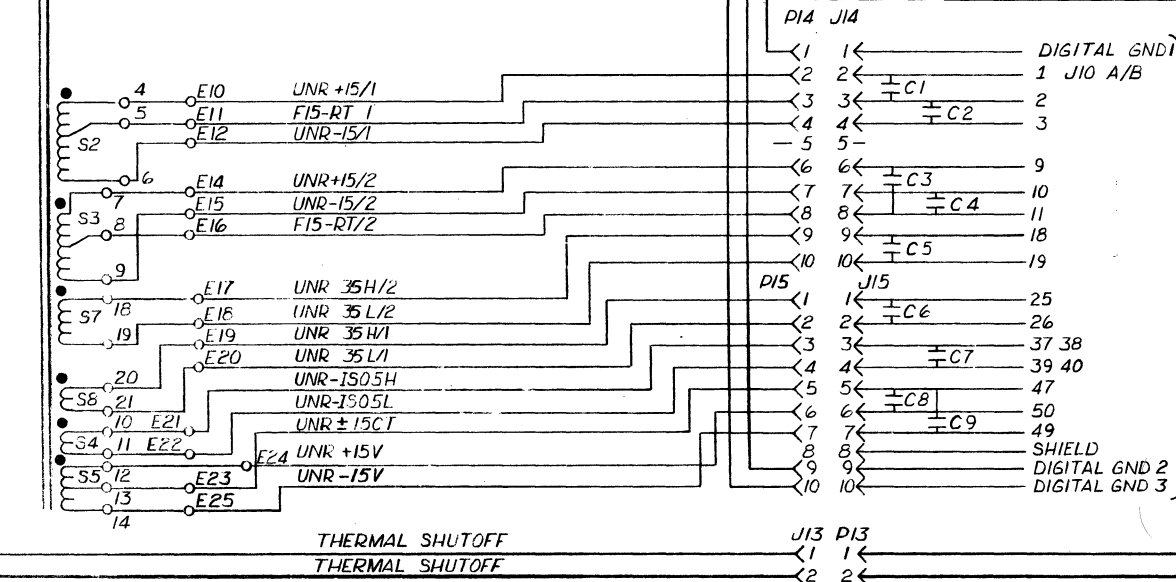 P14 J14
1 1 DIGITAL GND1
2 2 C1 1 J10 A/B
4 E10 UNR +15/1
3 3 2
5 E11 F15-RT 1
C2
4 4 3
E12 UNR-15/1
S2
5 5
6 6 6 9
E14 UNR+15/2 C3
7 7 7 10
E15 UNR-15/2 C4
S3
8 E16 F15-RT/2 8 8 11
9 9 18
C5
9 10 10 19
P15 J15
E17 UNR 35H/2
18 1 1 25
S7 E18 UNR 35L/2 C6
2 2 26
19 E19 UNR 35H/1
3 3 37 38
E20 UNR 35L/1 C7
4 4 39 40
20 UNR-ISO5H
5 5 47
S8 21 UNR-ISO5L C8
6 6 50
10 E21 UNR ± 15CT C9
7 7 49
S4 11 E22
E24 UNR +15V 8 8 SHIELD
9 9 DIGITAL GND 2
S5 12 E23 UNR -15V
10 10 DIGITAL GND 3
13 E25
14
THERMAL SHUTOFF J13 P13
1 1
THERMAL SHUTOFF
2 2